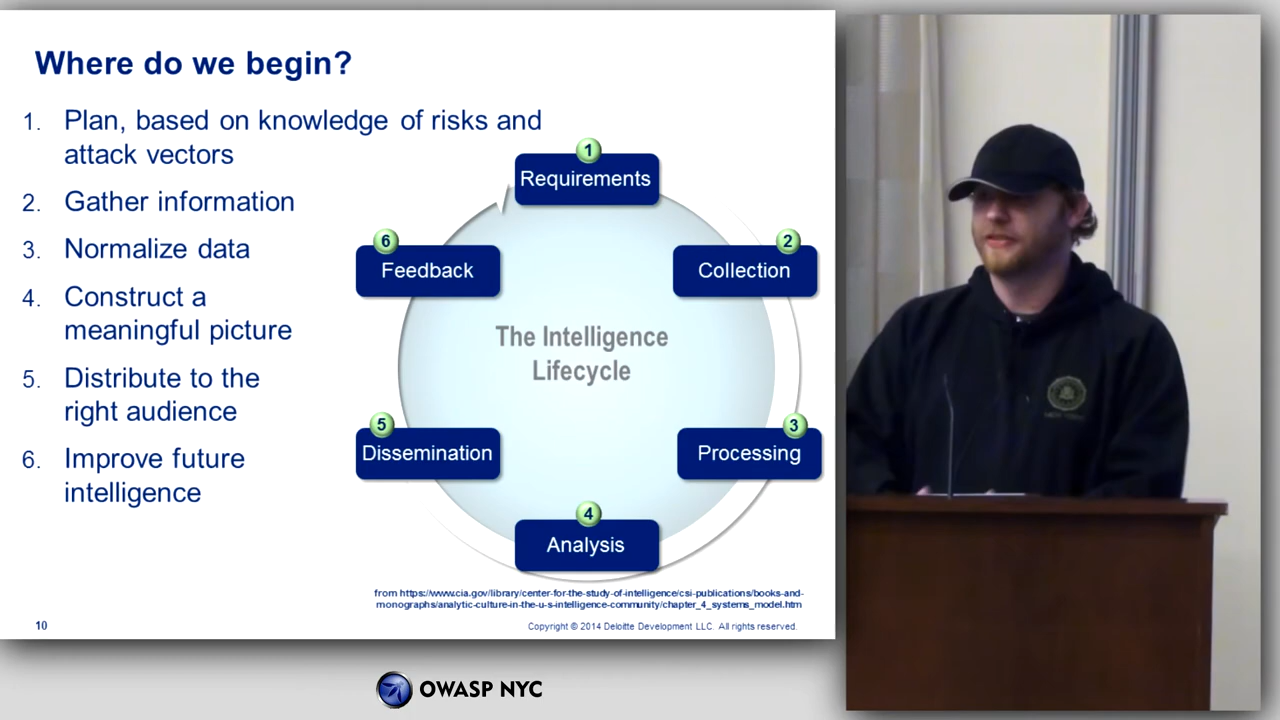 Where do we begin?
1. Plan, based on knowledge of risks and
attack vectors
2. Gather information
3. Normalize data
4. Construct a
meaningful picture
5. Distribute to the
right audience
6. Improve future
intelligence
1
Requirements
2
Collection
3
Processing
4
Analysis
5
Dissemination
6
Feedback
The Intelligence
Lifecycle
from https://www.cia.gov/library/center-for-the-study-of-intelligence/csi-publications/books-and-
monographs/analytic-culture-in-the-u-s-intelligence-community/chapter_4_systems_model.htm
10
Copyright © 2014 Deloitte Development LLC. All rights reserved.
OWASP NYC